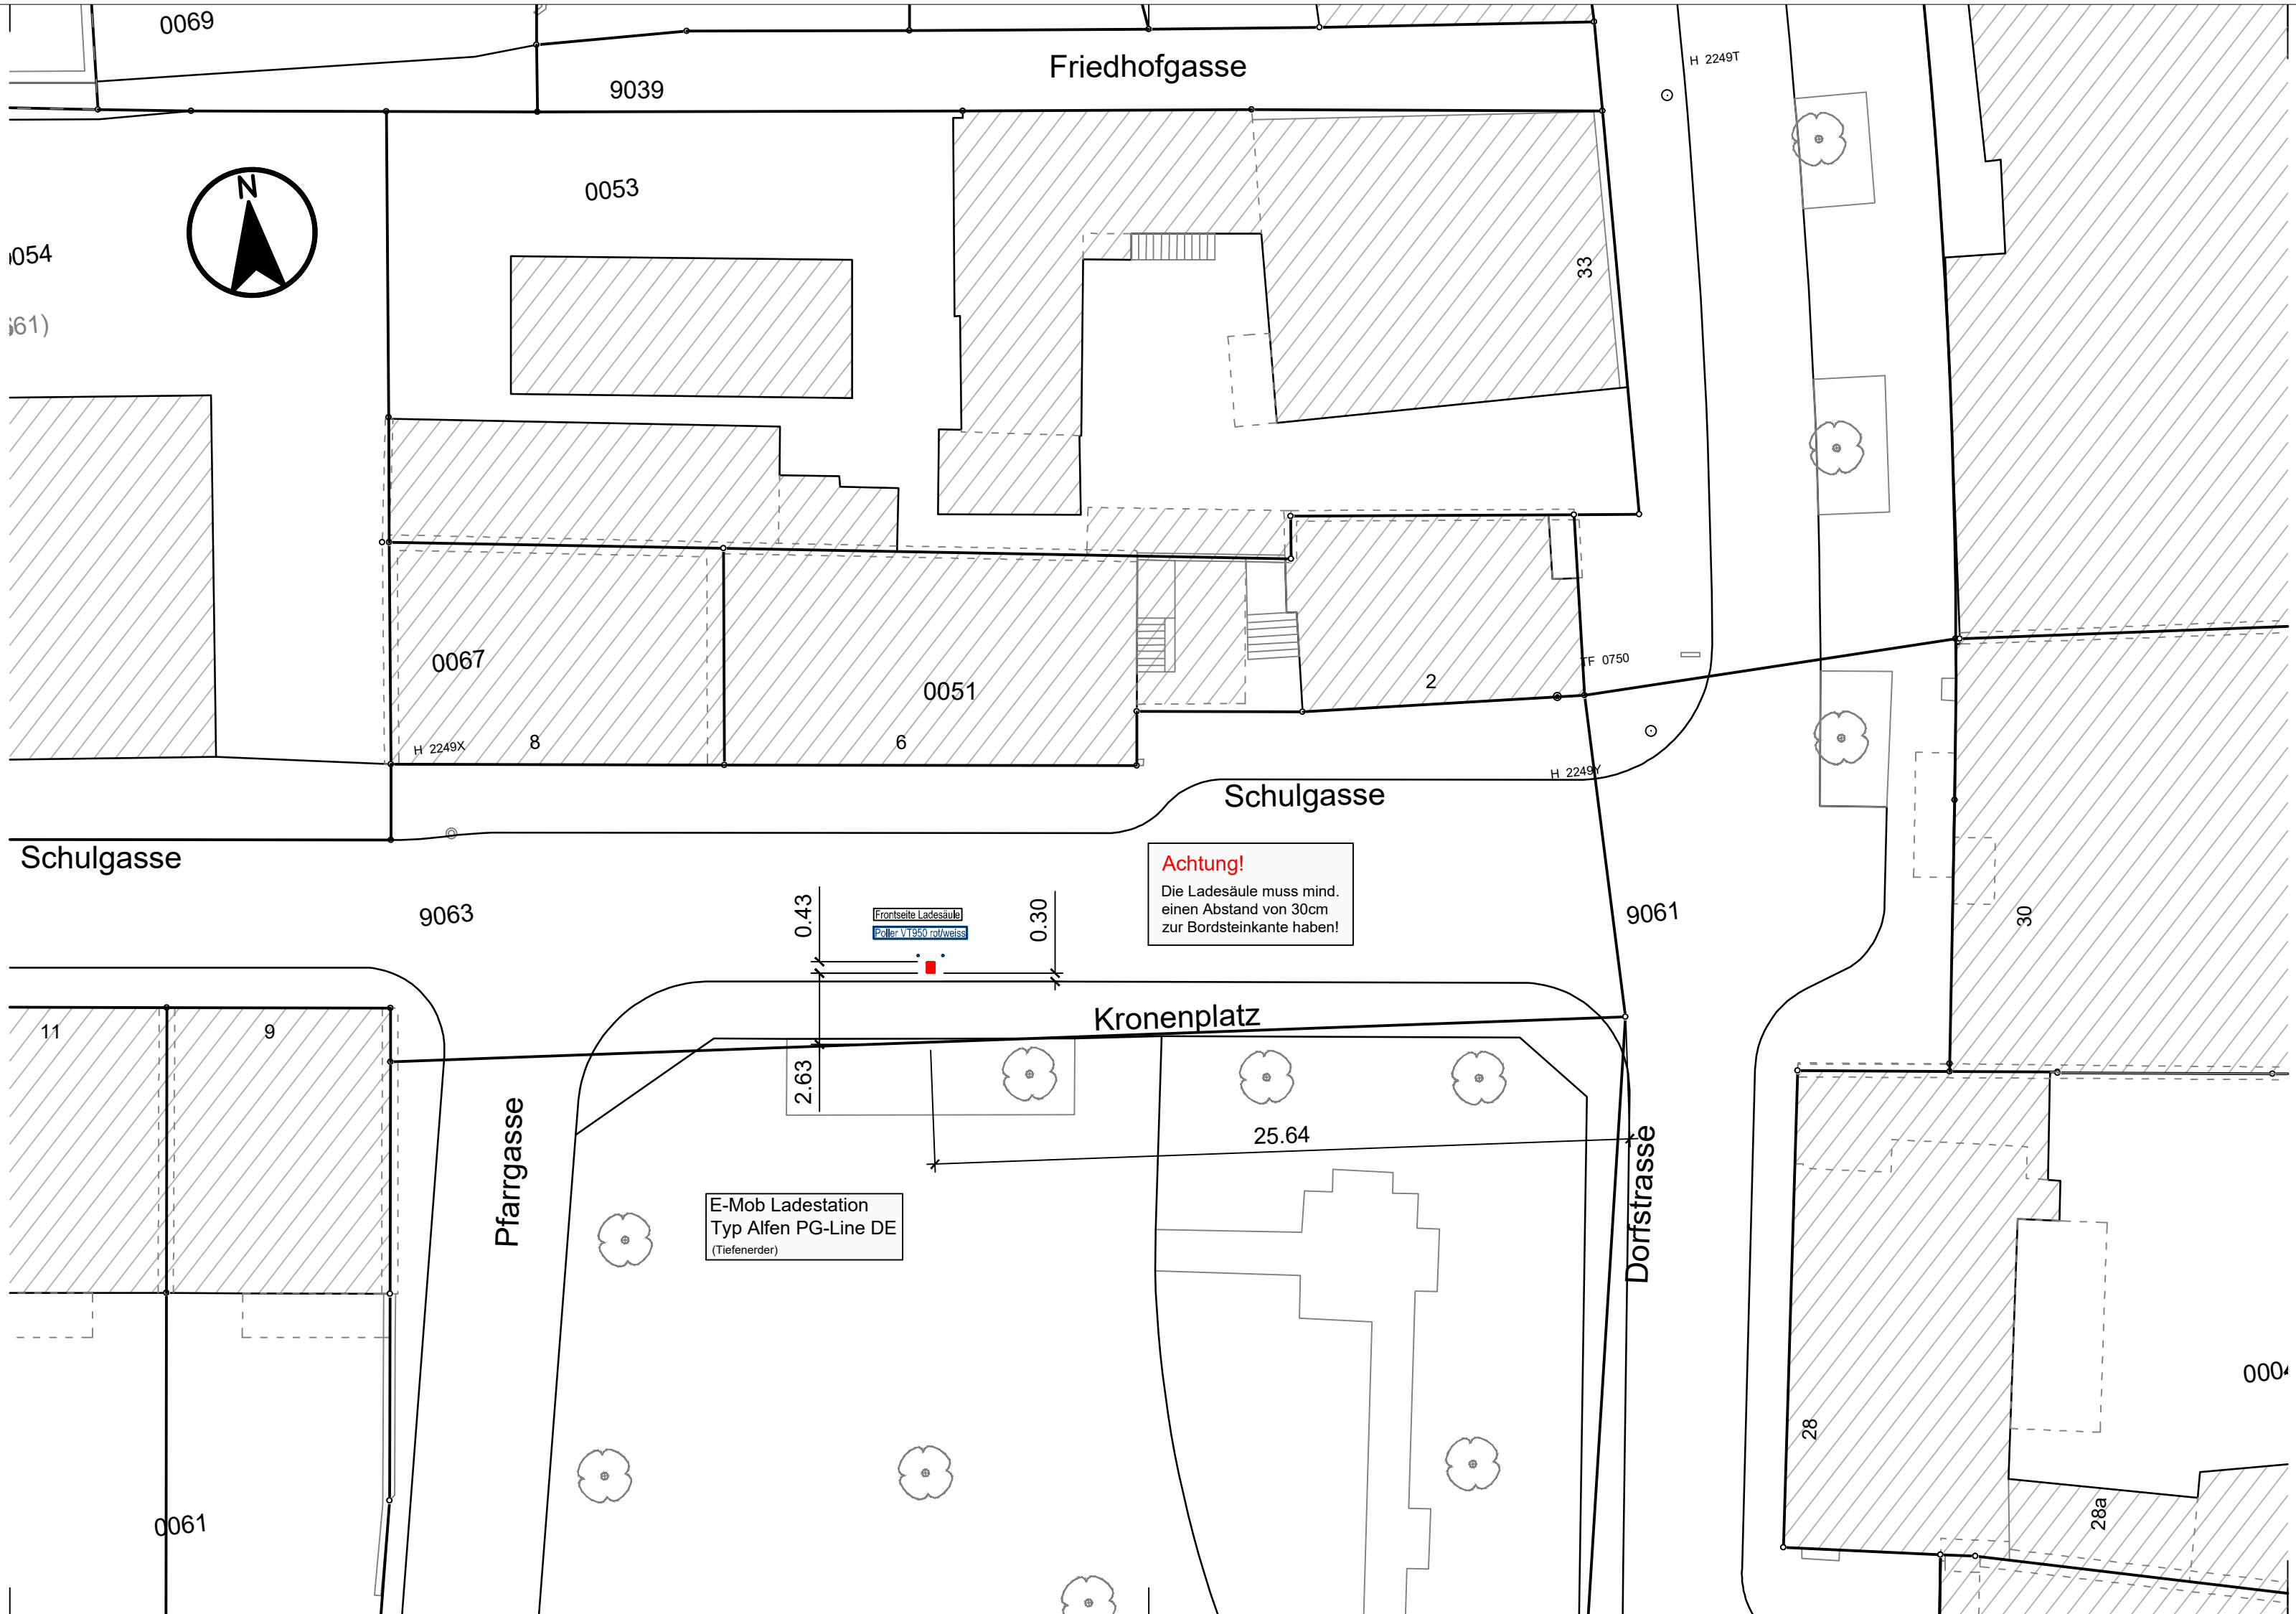 0069
Friedhofgasse
H 2249T
9039
N
0053
33
0067
0051
2
TF 0750
H 2249X
8
6
H 2249Y
Schulgasse
Schulgasse
Achtung!
Die Ladesäule muss mind.
einen Abstand von 30cm
zur Bordsteinkante haben!
9063
0.43
Frontseite Ladesäule
Poller VT950 rot/weiss
0.30
9061
30
11
9
Kronenplatz
2.63
25.64
Pfarrgasse
Dorfstrasse
E-Mob Ladestation
Typ Alfen PG-Line DE
(Tiefenerder)
28
28a
0061